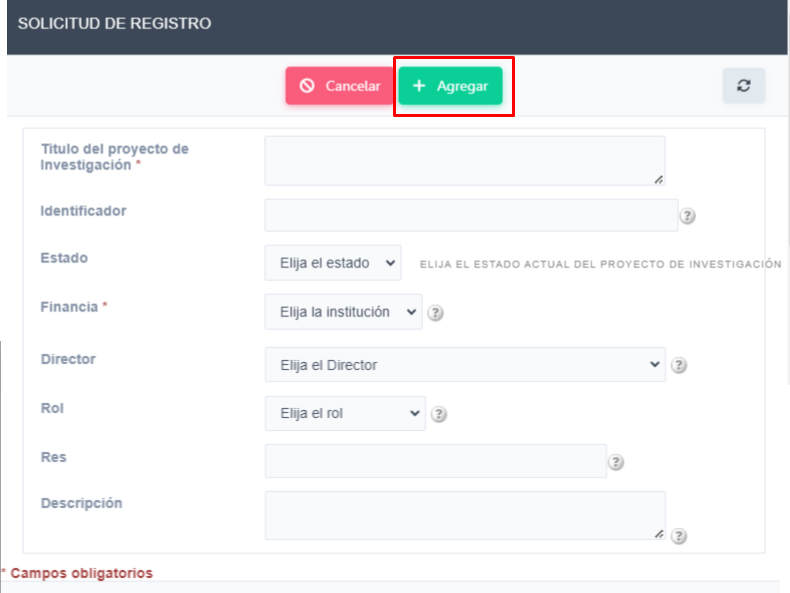 SOLICITUD DE REGISTRO
Cancelar
Agregar
Titulo del proyecto de
Investigación *
Identificador
?
Estado
Elija el estado
ELIJA EL ESTADO ACTUAL DEL PROYECTO DE INVESTIGACIÓN
Financia *
Elija la institución
?
Director
Elija el Director
?
Rol
Elija el rol
?
Res
?
Descripción
?
* Campos obligatorios